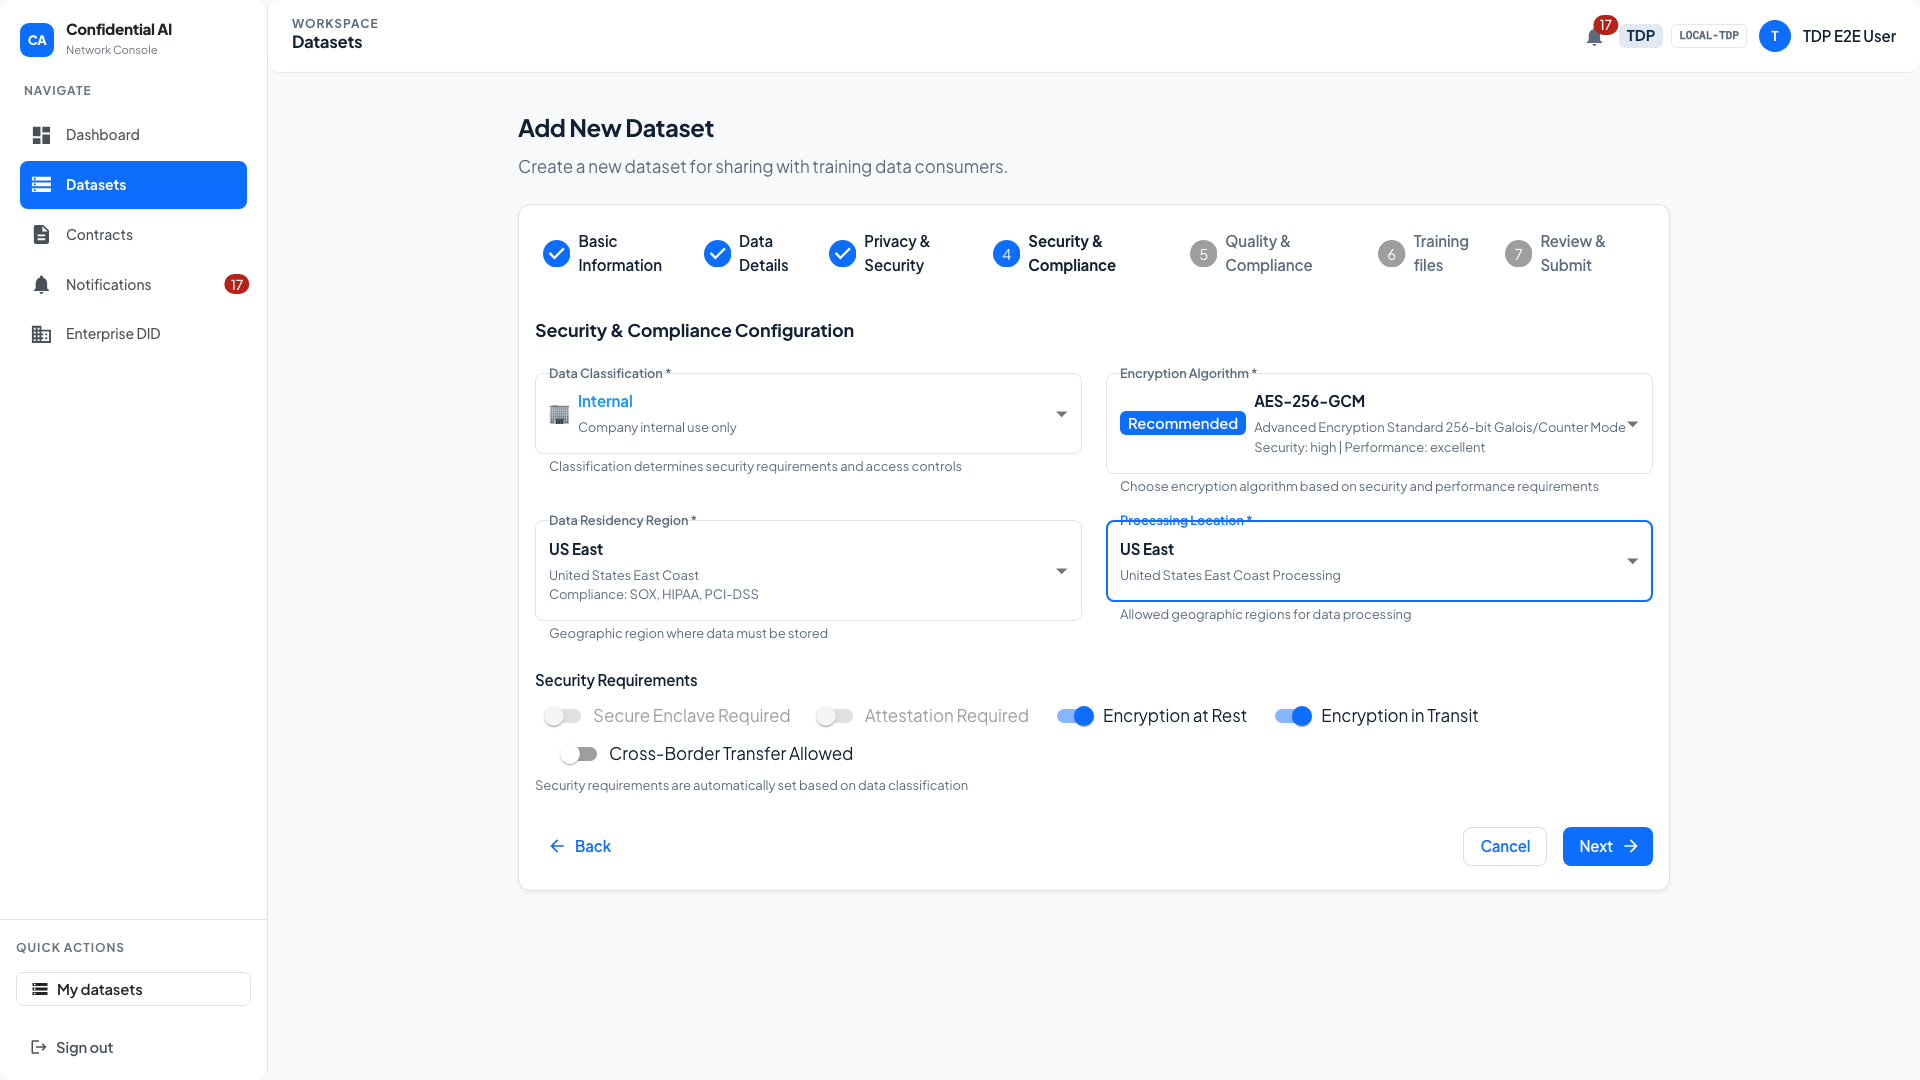 CA
Confidential AI
Network Console
NAVIGATE
Dashboard
Datasets
Contracts
Notifications
17
Enterprise DID
QUICK ACTIONS
My datasets
Sign out
WORKSPACE
Datasets
17
TDP
LOCAL-TDP
T
TDP E2E User
Add New Dataset
Create a new dataset for sharing with training data consumers.
Basic
Information
Data
Details
Privacy &
Security
4
Security &
Compliance
5
Quality &
Compliance
6
Training
files
7
Review &
Submit
Security & Compliance Configuration
Data Classification *
Internal
Company internal use only
Classification determines security requirements and access controls
Encryption Algorithm *
Recommended
AES-256-GCM
Advanced Encryption Standard 256-bit Galois/Counter Mode
Security: high | Performance: excellent
Choose encryption algorithm based on security and performance requirements
Data Residency Region *
US East
United States East Coast
Compliance: SOX, HIPAA, PCI-DSS
Geographic region where data must be stored
Processing Location *
US East
United States East Coast Processing
Allowed geographic regions for data processing
Security Requirements
Secure Enclave Required
Attestation Required
Encryption at Rest
Encryption in Transit
Cross-Border Transfer Allowed
Security requirements are automatically set based on data classification
Back
Cancel
Next